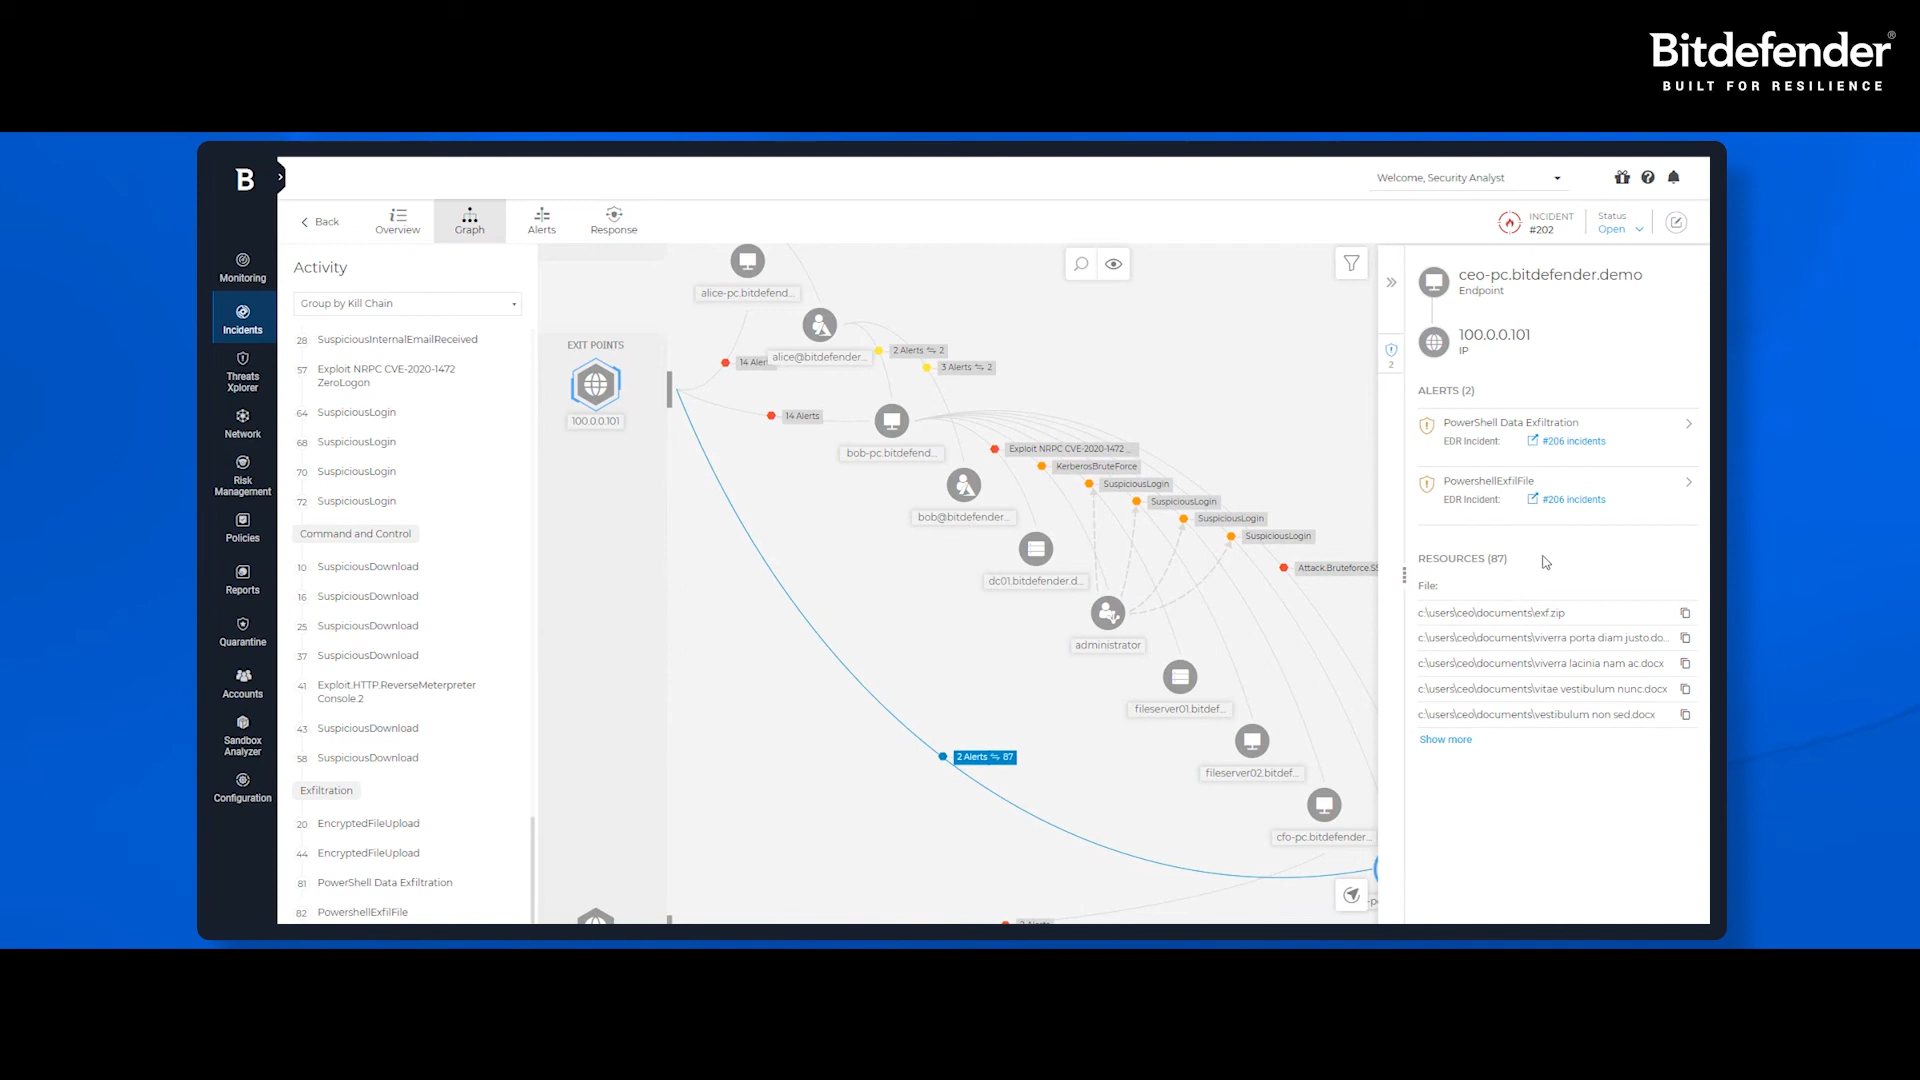 Bitdefender®
BUILT FOR RESILIENCE
B
Welcome, Security Analyst
Back
Overview
Graph
Alerts
Response
INCIDENT
#202
Status
Open
Monitoring
Incidents
Threats
Xplorer
Network
Risk
Management
Policies
Reports
Quarantine
Accounts
Sandbox
Analyzer
Configuration
Activity
Group by Kill Chain
28 SuspiciousInternalEmailReceived
57 Exploit NRPC CVE-2020-1472
ZeroLogon
64 SuspiciousLogin
68 SuspiciousLogin
70 SuspiciousLogin
72 SuspiciousLogin
Command and Control
10 SuspiciousDownload
16 SuspiciousDownload
25 SuspiciousDownload
37 SuspiciousDownload
41 Exploit.HTTP.ReverseMeterpreter
Console.2
43 SuspiciousDownload
58 SuspiciousDownload
Exfiltration
20 EncryptedFileUpload
44 EncryptedFileUpload
81 PowerShell Data Exfiltration
82 PowershellExfilFile
EXIT POINTS
100.0.0.101
alice-pc.bitdefend...
alice@bitdefender...
14 Aler
2 Alerts ⇆ 2
3 Alerts ⇆ 2
14 Alerts
bob-pc.bitdefend...
Exploit NRPC CVE-2020-1472 ...
KerberosBruteForce
SuspiciousLogin
SuspiciousLogin
SuspiciousLogin
SuspiciousLogin
bob@bitdefender...
dc01.bitdefender.d...
Attack.Bruteforce.SS
administrator
fileserver01.bitdef...
fileserver02.bitdef...
2 Alerts ⇆ 87
cfo-pc.bitdefender...
ceo-pc.bitdefender.demo
Endpoint
100.0.0.101
IP
2
ALERTS (2)
PowerShell Data Exfiltration
EDR Incident: #206 incidents
PowershellExfilFile
EDR Incident: #206 incidents
RESOURCES (87)
File:
c:\users\ceo\documents\exf.zip
c:\users\ceo\documents\viverra porta diam justo.do...
c:\users\ceo\documents\viverra lacinia nam ac.docx
c:\users\ceo\documents\vitae vestibulum nunc.docx
c:\users\ceo\documents\vestibulum non sed.docx
Show more